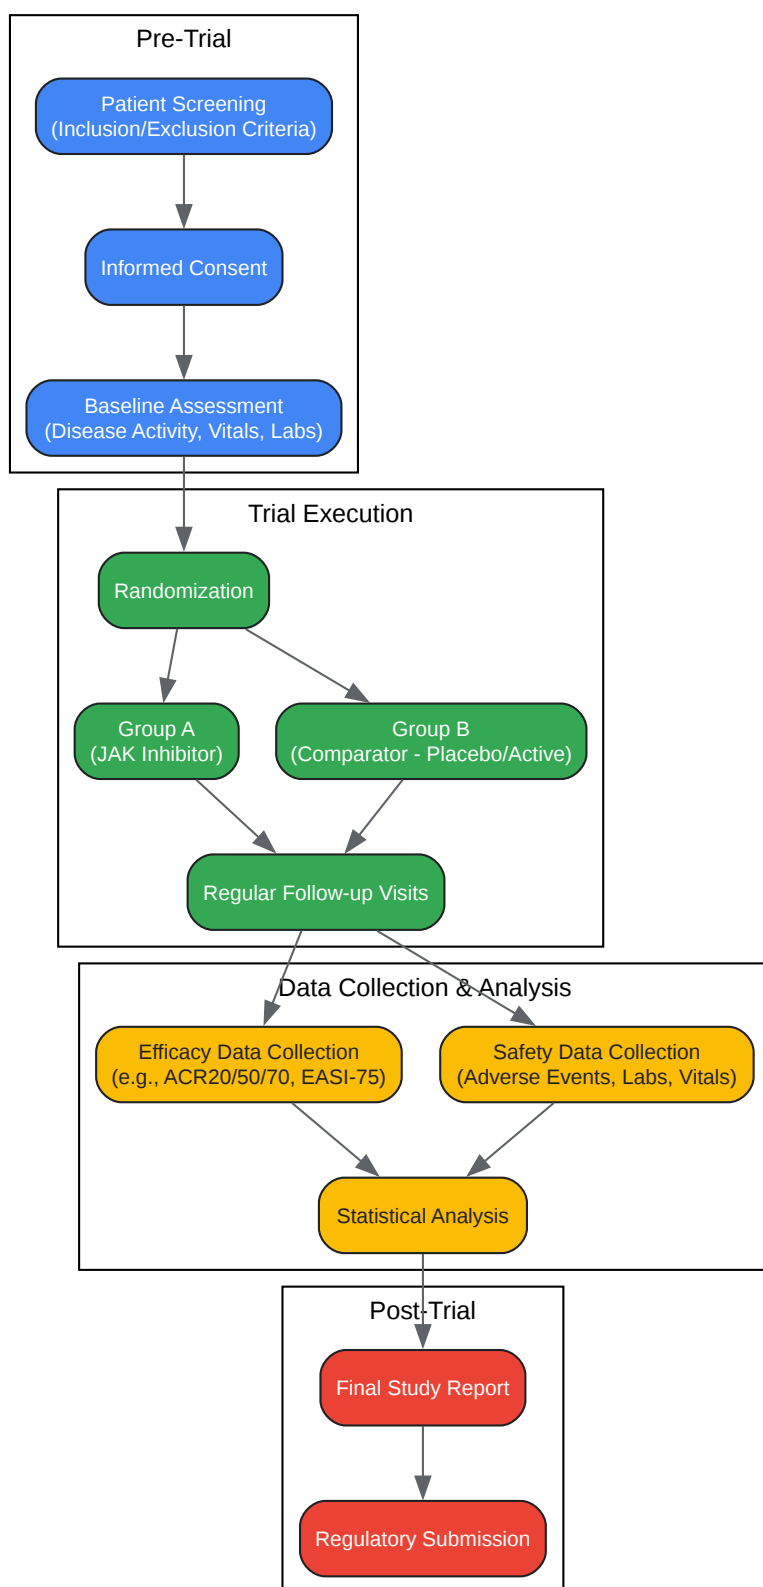 Pre-Trial
Patient Screening
(Inclusion/Exclusion Criteria)
Informed Consent
Baseline Assessment
(Disease Activity, Vitals, Labs)
Trial Execution
Randomization
Group A
(JAK Inhibitor)
Group B
(Comparator - Placebo/Active)
Regular Follow-up Visits
Data Collection & Analysis
Efficacy Data Collection
(e.g., ACR20/50/70, EASI-75)
Safety Data Collection
(Adverse Events, Labs, Vitals)
Statistical Analysis
Post-Trial
Final Study Report
Regulatory Submission